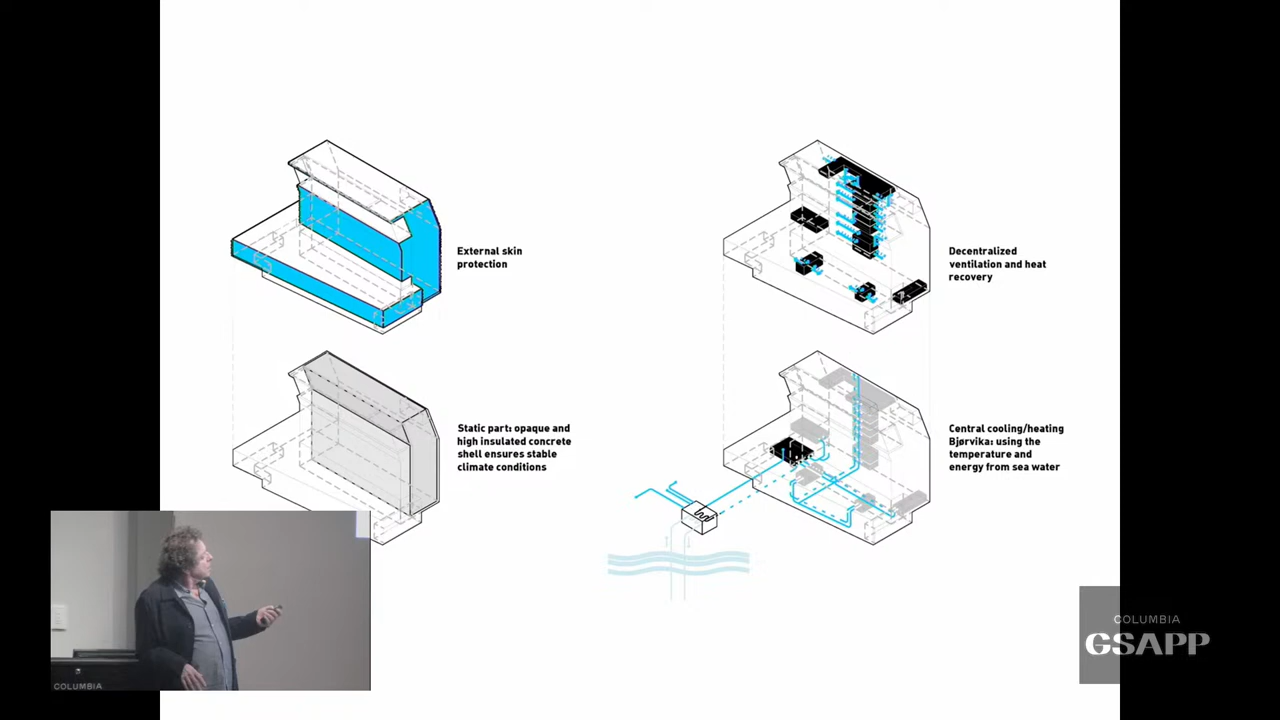 External skin
protection
Decentralized
ventilation and heat
recovery
Static part: opaque and
high insulated concrete
shell ensures stable
climate conditions
Central cooling/heating
Bjørvika: using the
temperature and
energy from sea water
COLUMBIA
GSAPP
COLUMBIA